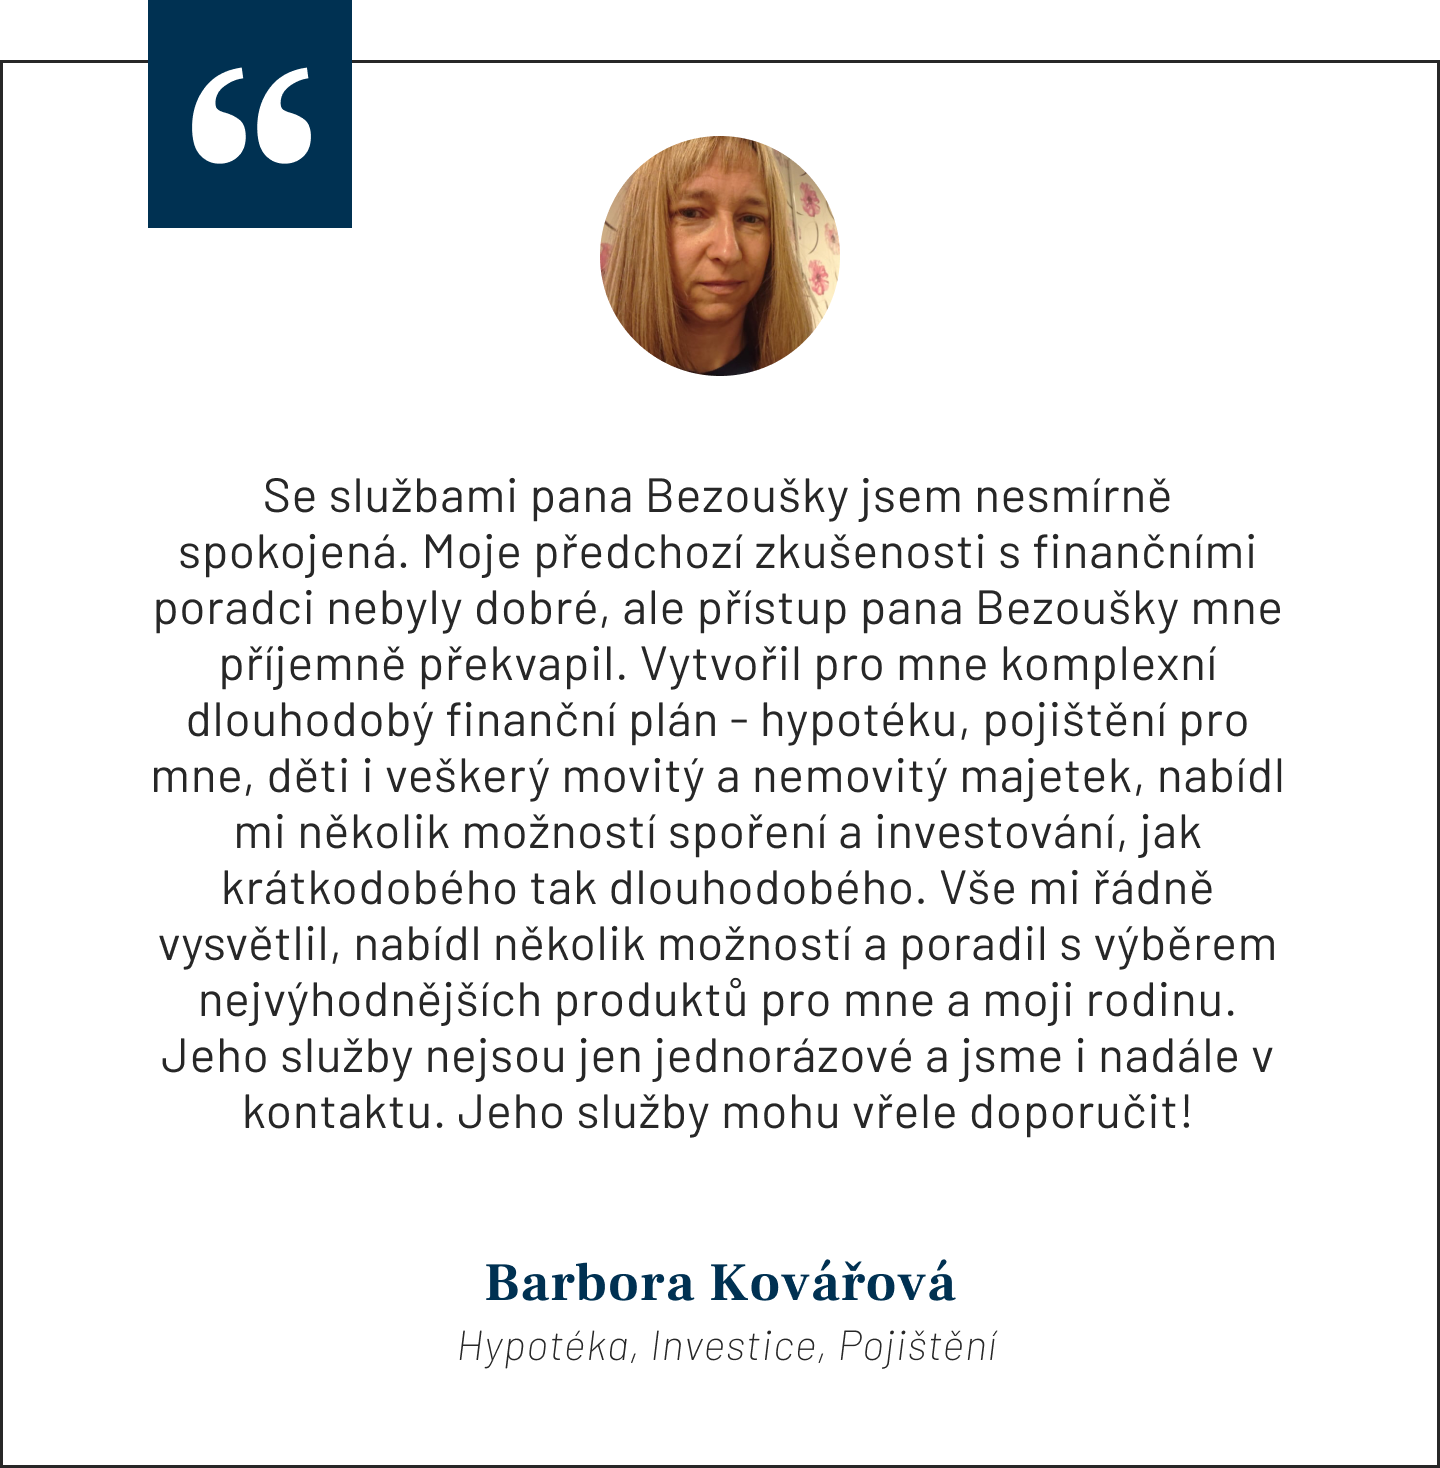 “
Se službami pana Bezoušky jsem nesmírně
spokojená. Moje předchozí zkušenosti s finančními
poradci nebyly dobré, ale přístup pana Bezoušky mne
příjemně překvapil. Vytvořil pro mne komplexní
dlouhodobý finanční plán - hypotéku, pojištění pro
mne, děti i veškerý movitý a nemovitý majetek, nabídl
mi několik možností spoření a investování, jak
krátkodobého tak dlouhodobého. Vše mi řádně
vysvětlil, nabídl několik možností a poradil s výběrem
nejvýhodnějších produktů pro mne a moji rodinu.
Jeho služby nejsou jen jednorázové a jsme i nadále v
kontaktu. Jeho služby mohu vřele doporučit!
Barbora Kovářová
Hypotéka, Investice, Pojištění